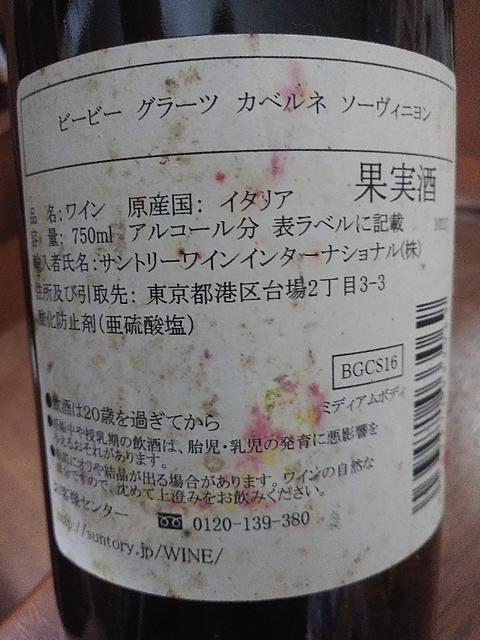 ビービー グラーツ カベルネ ソーヴィニヨン
果実酒
品 名:ワイン 原産国: イタリア
容 量: 750ml アルコール分 表ラベルに記載
輸入者氏名:サントリーワインインターナショナル(株)
住所及び引取先: 東京都港区台場2丁目3-3
酸化防止剤(亜硫酸塩)
BGCS16
ミディアムボディ
●飲酒は20歳を過ぎてから
●妊娠中や授乳期の飲酒は、胎児・乳児の発育に悪影響を
与えるおそれがあります。
●瓶底にオリや結晶が出る場合があります。ワインの自然な
成分ですので、沈めて上澄みをお飲みください。
お客様センター 0120-139-380
http://suntory.jp/WINE/